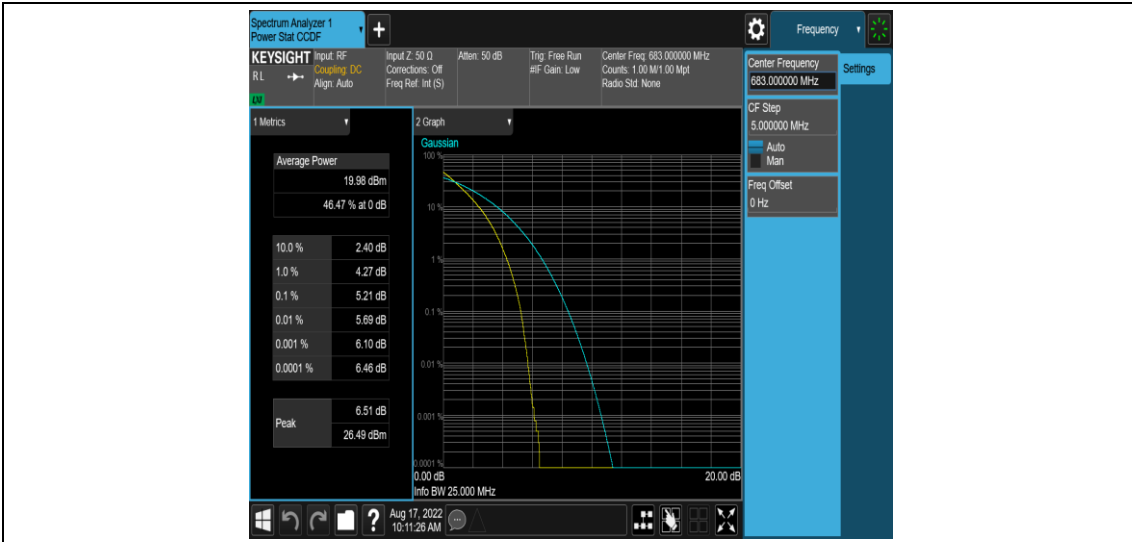 Spectrum Analyzer 1
Power Stat CCDF
+
Frequency
KEYSIGHT
R L
LXI
Input: RF
Coupling: DC
Align: Auto
Input Z: 50 Ω
Corrections: Off
Freq Ref: Int (S)
Atten: 50 dB
Trig: Free Run
#IF Gain: Low
Center Freq: 683.000000 MHz
Counts: 1.00 M/1.00 Mpt
Radio Std: None
Center Frequency
683.000000 MHz
Settings
CF Step
5.000000 MHz
Auto
Man
Freq Offset
0 Hz
1 Metrics
Average Power
19.98 dBm
46.47 % at 0 dB
10.0 % 2.40 dB
1.0 % 4.27 dB
0.1 % 5.21 dB
0.01 % 5.69 dB
0.001 % 6.10 dB
0.0001 % 6.46 dB
Peak
6.51 dB
26.49 dBm
2 Graph
Gaussian
100 %
10 %
1 %
0.1 %
0.01 %
0.001 %
0.0001 %
0.00 dB 20.00 dB
Info BW 25.000 MHz
?
Aug 17, 2022
10:11:26 AM